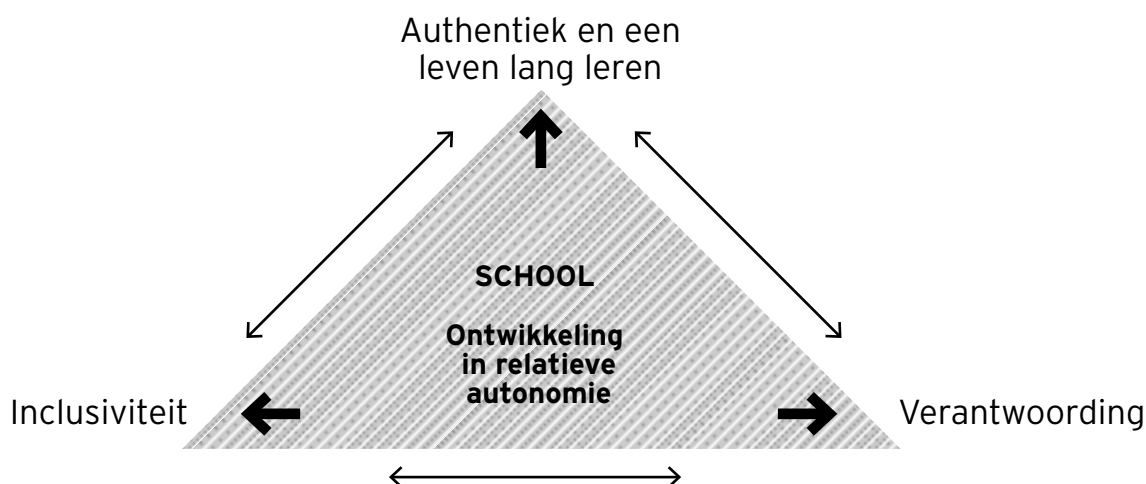 Authentiek en een
leven lang leren
SCHOOL
Ontwikkeling
in relatieve
autonomie
Inclusiviteit
Verantwoording